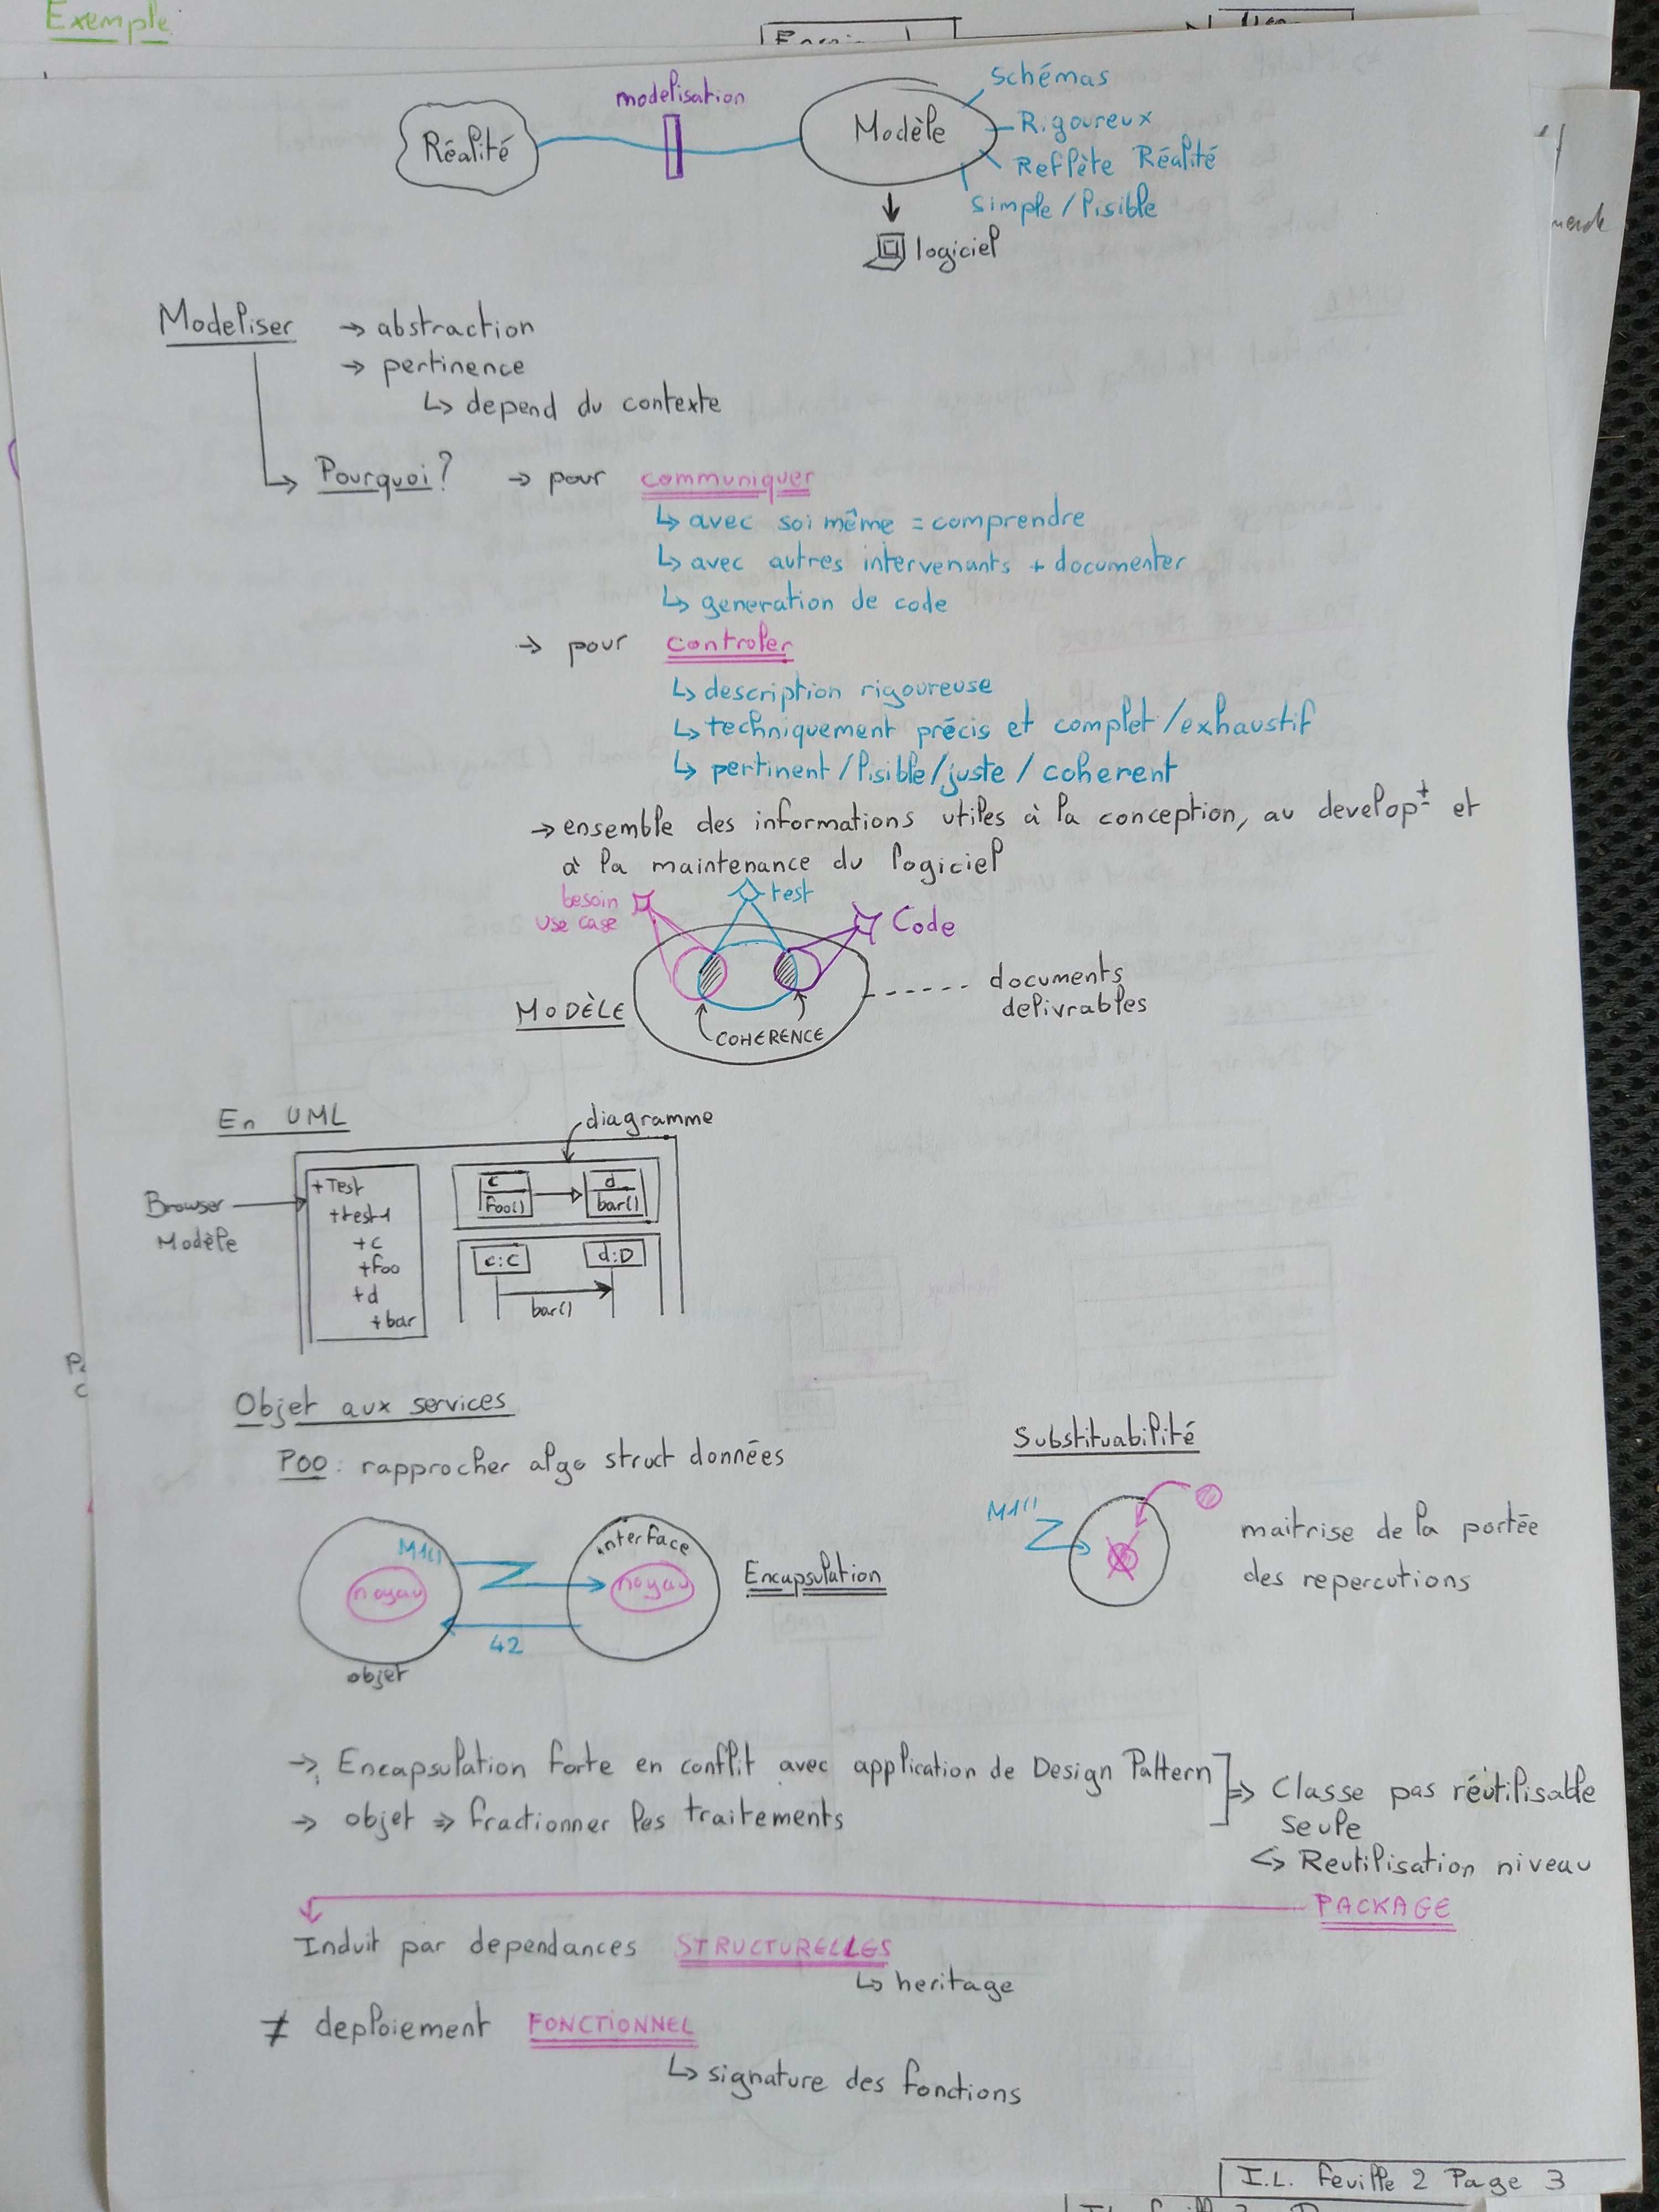 Exemple
modelisation
Réalité
Modèle
Schémas
Rigoureux
Reflète Réalité
Simple / lisible
logiciel
Modeliser → abstraction
→ pertinence
↳ depend du contexte
↳ Pourquoi ? → pour communiquer
↳ avec soi même = comprendre
↳ avec autres intervenants + documenter
↳ generation de code
→ pour controler
↳ description rigoureuse
↳ techniquement précis et complet / exhaustif
↳ pertinent / lisible / juste / coherent
→ ensemble des informations utiles à la conception, au develop^t et
à la maintenance du logiciel
besoin
use case
test
Code
MODÈLE
COHERENCE
documents
delivrables
En UML
diagramme
Browser
Modèle
+Test
+test1
+c
+foo
+d
+bar
c
foo()
d
bar()
c:C
d:D
bar()
Objet aux services
POO : rapprocher algo struct données
M1()
noyau
objet
interface
noyau
42
Encapsulation
Substituabilité
M1()
maitrise de la portée
des repercutions
→ Encapsulation forte en conflit avec application de Design Pattern
→ objet => fractionner les traitements
=> Classe pas réutilisable
seule
<-> Reutilisation niveau
PACKAGE
Induit par dependances STRUCTURELLES
↳ heritage
≠ deploiement FONCTIONNEL
↳ signature des fonctions
I.L. feuille 2 Page 3